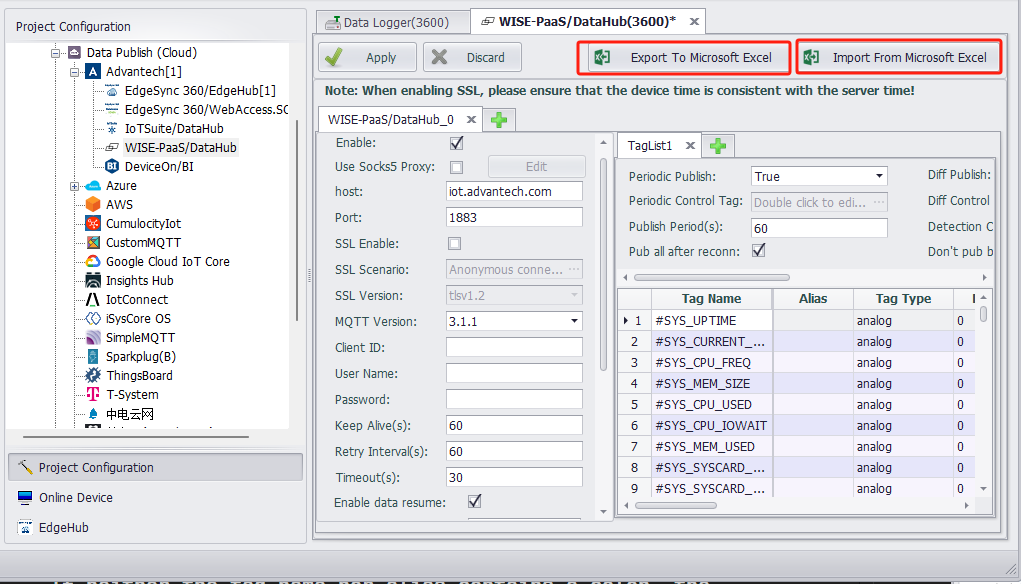 Project Configuration
Data Publish (Cloud)
Advantech[1]
EdgeSync 360/EdgeHub[1]
EdgeSync 360/WebAccess.SC
IoTSuite/DataHub
WISE-PaaS/DataHub
DeviceOn/BI
Azure
AWS
CumulocityIot
CustomMQTT
Google Cloud IoT Core
Insights Hub
IotConnect
iSysCore OS
SimpleMQTT
Sparkplug(B)
ThingsBoard
T-System
中电云网
Project Configuration
Online Device
EdgeHub
Data Logger(3600)
WISE-PaaS/DataHub(3600)*
Apply
Discard
Export To Microsoft Excel
Import From Microsoft Excel
Note: When enabling SSL, please ensure that the device time is consistent with the server time!
WISE-PaaS/DataHub_0
Enable:
Use Socks5 Proxy: Edit
host: iot.advantech.com
Port: 1883
SSL Enable:
SSL Scenario: Anonymous conne... ...
SSL Version: tlsv1.2
MQTT Version: 3.1.1
Client ID:
User Name:
Password:
Keep Alive(s): 60
Retry Interval(s): 60
Timeout(s): 30
Enable data resume:
TagList1
Periodic Publish: True Diff Publish:
Periodic Control Tag: Double click to edi... ... Diff Control
Publish Period(s): 60 Detection C
Pub all after reconn: Don't pub b
Tag Name Alias Tag Type
1 #SYS_UPTIME analog 0
2 #SYS_CURRENT_... analog 0
3 #SYS_CPU_FREQ analog 0
4 #SYS_MEM_SIZE analog 0
5 #SYS_CPU_USED analog 0
6 #SYS_CPU_IOWAIT analog 0
7 #SYS_MEM_USED analog 0
8 #SYS_SYSCARD_... analog 0
9 #SYS_SYSCARD_... analog 0